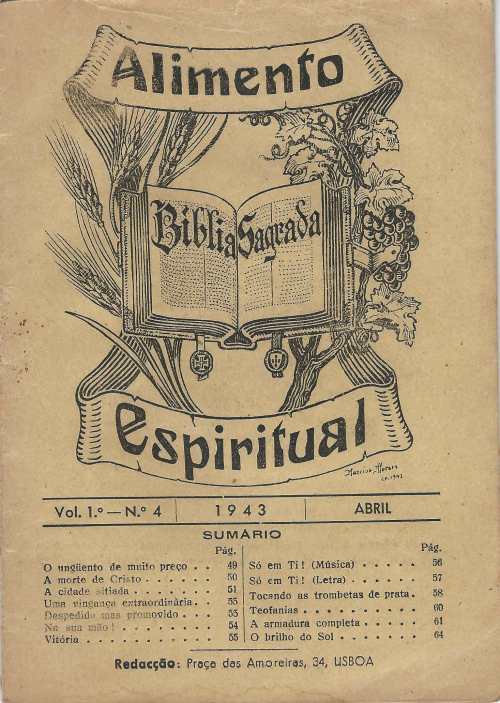 Alimento
Biblia Sagrada
Espiritual
Vol. 1.º — N.º 4
1943
ABRIL
SUMÁRIO
Pág.
O ungüento de muito preço . . 49
A morte de Cristo . . . . . . 50
A cidade sitiada . . . . . . 51
Uma vingança extraordinária. . 55
Despedido mas promovido . . . 55
Na sua mão! . . . . . . . . 54
Vitória . . . . . . . . . . 55
Pág.
Só em Ti! (Música) . . . . . 56
Só em Ti! (Letra) . . . . . 57
Tocando as trombetas de prata . 58
Teofanias . . . . . . . . . 60
A armadura completa . . . . . 61
O brilho do Sol . . . . . . . 64
Redacção: Praça das Amoreiras, 34, LISBOA